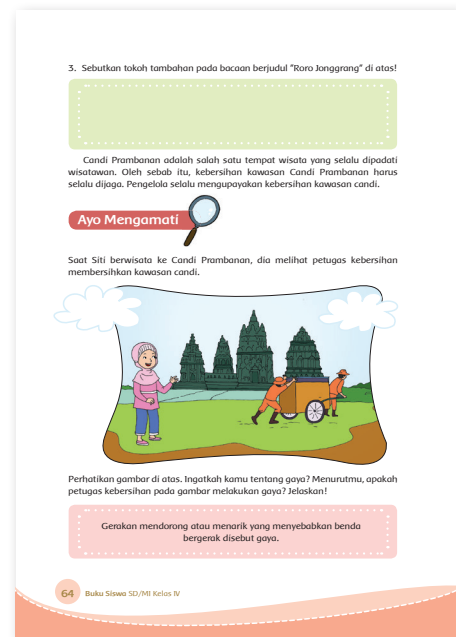 3. Sebutkan tokoh tambahan pada bacaan berjudul "Roro Jonggrang" di atas!
Candi Prambanan adalah salah satu tempat wisata yang selalu dipadati
wisatawan. Oleh sebab itu, kebersihan kawasan Candi Prambanan harus
selalu dijaga. Pengelola selalu mengupayakan kebersihan kawasan candi.
Ayo Mengamati
Saat Siti berwisata ke Candi Prambanan, dia melihat petugas kebersihan
membersihkan kawasan candi.
Perhatikan gambar di atas. Ingatkah kamu tentang gaya? Menurutmu, apakah
petugas kebersihan pada gambar melakukan gaya? Jelaskan!
Gerakan mendorong atau menarik yang menyebabkan benda
bergerak disebut gaya.
64 Buku Siswa SD/MI Kelas IV